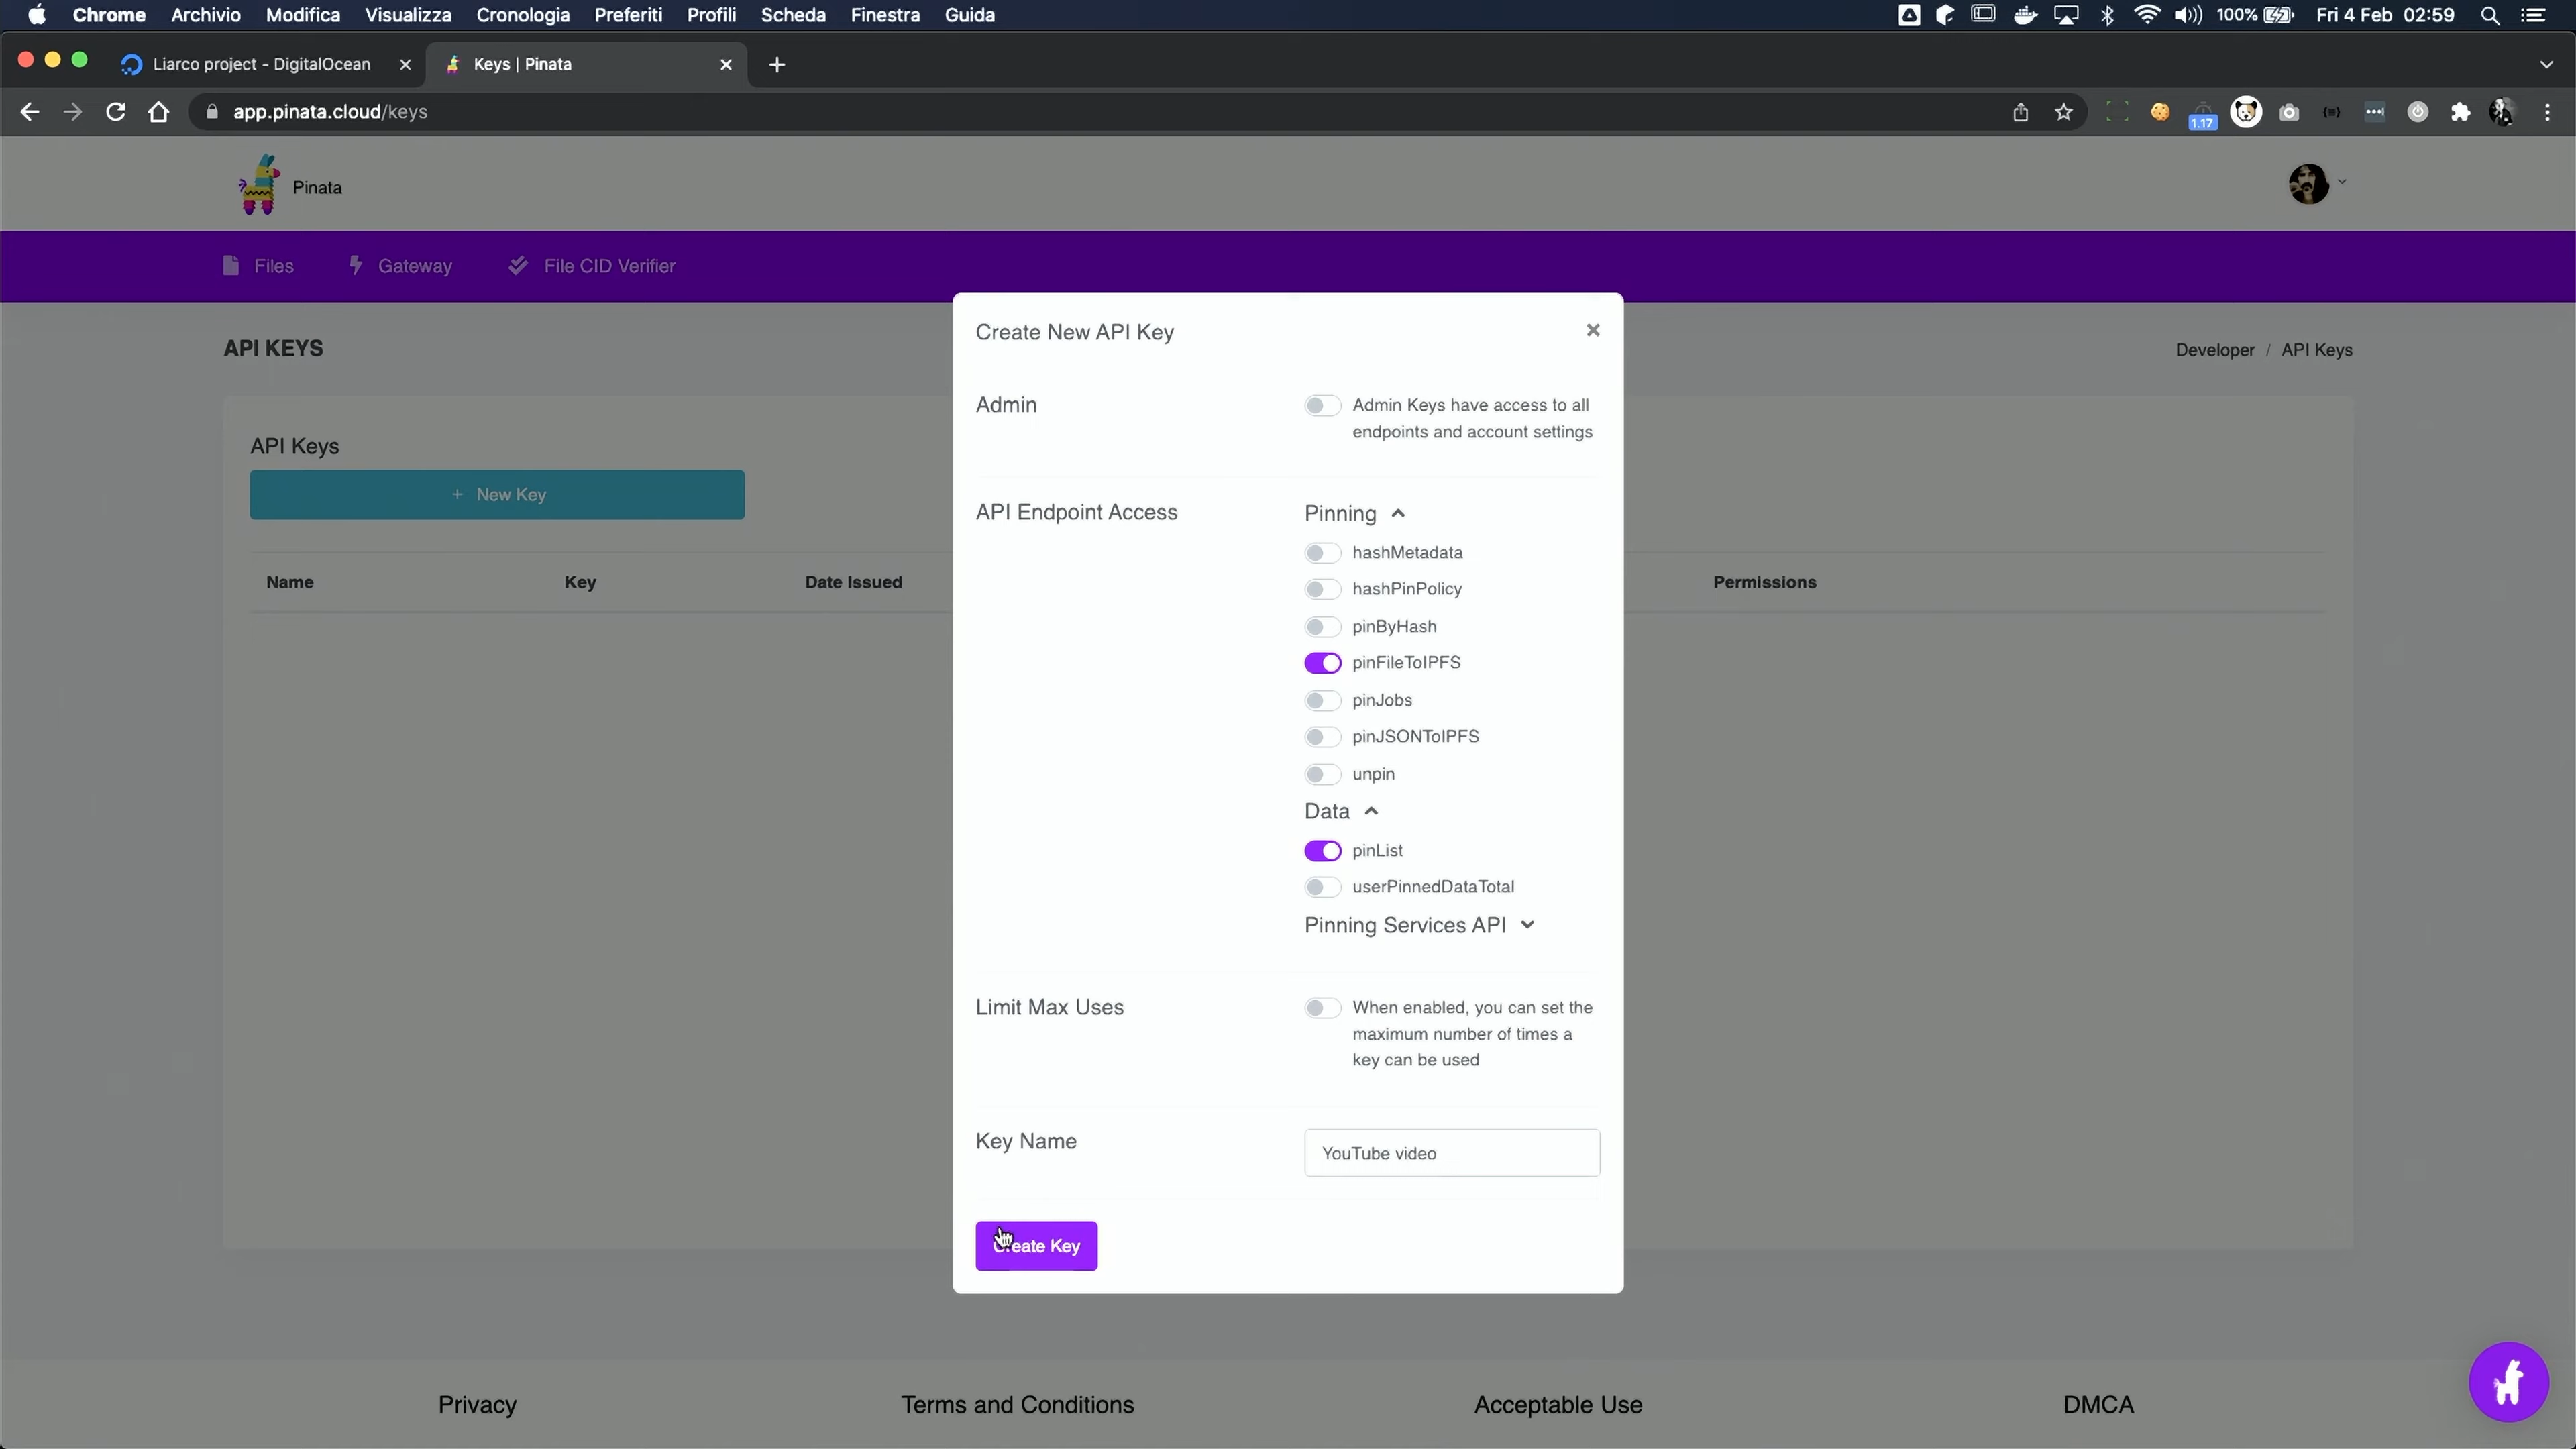 Chrome Archivio Modifica Visualizza Cronologia Preferiti Profili Scheda Finestra Guida 100% Fri 4 Feb 02:59
Liarco project - DigitalOcean Keys | Pinata
app.pinata.cloud/keys 1.17
Pinata
Files Gateway File CID Verifier
API KEYS
Developer / API Keys
API Keys
+ New Key
Name Key Date Issued Permissions
Create New API Key
Admin
Admin Keys have access to all
endpoints and account settings
API Endpoint Access
Pinning
hashMetadata
hashPinPolicy
pinByHash
pinFileToIPFS
pinJobs
pinJSONToIPFS
unpin
Data
pinList
userPinnedDataTotal
Pinning Services API
Limit Max Uses
When enabled, you can set the
maximum number of times a
key can be used
Key Name
YouTube video
Create Key
Privacy Terms and Conditions Acceptable Use DMCA